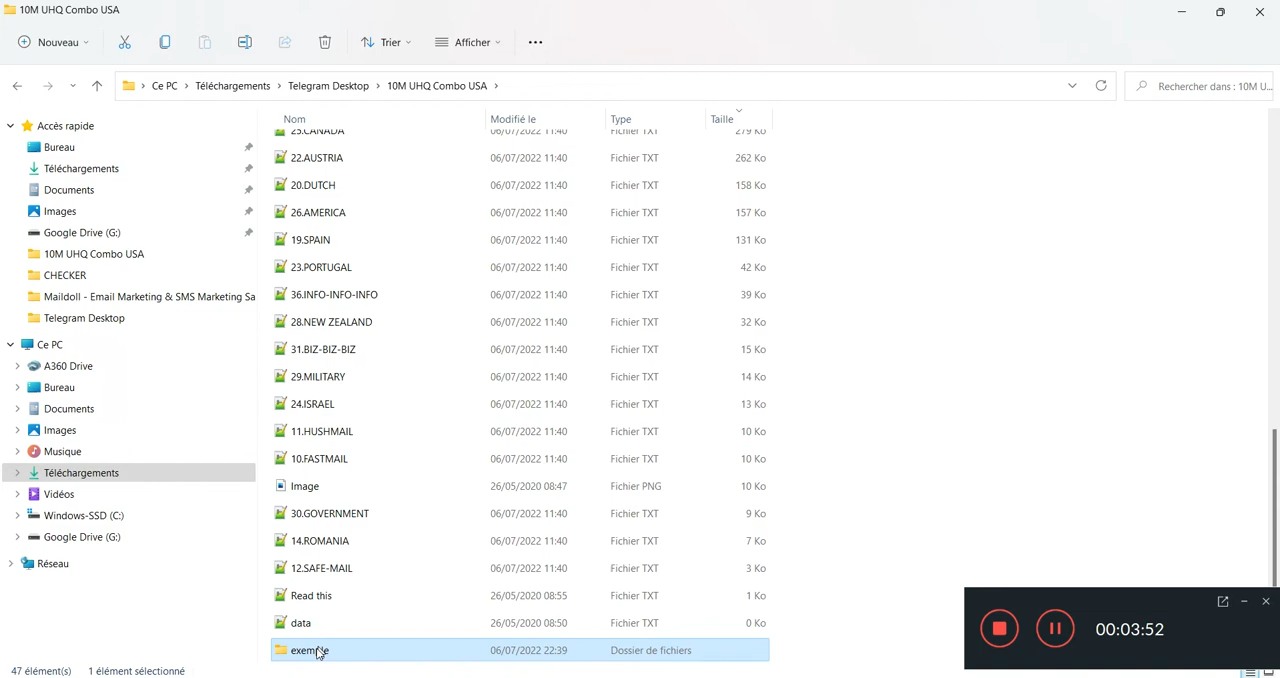 10M UHQ Combo USA
Nouveau Trier Afficher
Ce PC > Téléchargements > Telegram Desktop > 10M UHQ Combo USA > Rechercher dans : 10M U...
Accès rapide
Bureau
Téléchargements
Documents
Images
Google Drive (G:)
10M UHQ Combo USA
CHECKER
Maildoll - Email Marketing & SMS Marketing Sa
Telegram Desktop
Ce PC
A360 Drive
Bureau
Documents
Images
Musique
Téléchargements
Vidéos
Windows-SSD (C:)
Google Drive (G:)
Réseau
Nom Modifié le Type Taille
25.CANADA 06/07/2022 11:40 Fichier TXT 279 Ko
22.AUSTRIA 06/07/2022 11:40 Fichier TXT 262 Ko
20.DUTCH 06/07/2022 11:40 Fichier TXT 158 Ko
26.AMERICA 06/07/2022 11:40 Fichier TXT 157 Ko
19.SPAIN 06/07/2022 11:40 Fichier TXT 131 Ko
23.PORTUGAL 06/07/2022 11:40 Fichier TXT 42 Ko
36.INFO-INFO-INFO 06/07/2022 11:40 Fichier TXT 39 Ko
28.NEW ZEALAND 06/07/2022 11:40 Fichier TXT 32 Ko
31.BIZ-BIZ-BIZ 06/07/2022 11:40 Fichier TXT 15 Ko
29.MILITARY 06/07/2022 11:40 Fichier TXT 14 Ko
24.ISRAEL 06/07/2022 11:40 Fichier TXT 13 Ko
11.HUSHMAIL 06/07/2022 11:40 Fichier TXT 10 Ko
10.FASTMAIL 06/07/2022 11:40 Fichier TXT 10 Ko
Image 26/05/2020 08:47 Fichier PNG 10 Ko
30.GOVERNMENT 06/07/2022 11:40 Fichier TXT 9 Ko
14.ROMANIA 06/07/2022 11:40 Fichier TXT 7 Ko
12.SAFE-MAIL 06/07/2022 11:40 Fichier TXT 3 Ko
Read this 26/05/2020 08:55 Fichier TXT 1 Ko
data 26/05/2020 08:50 Fichier TXT 0 Ko
06/07/2022 22:39 Dossier de fichiers
00:03:52
47 élément(s) 1 élément sélectionné